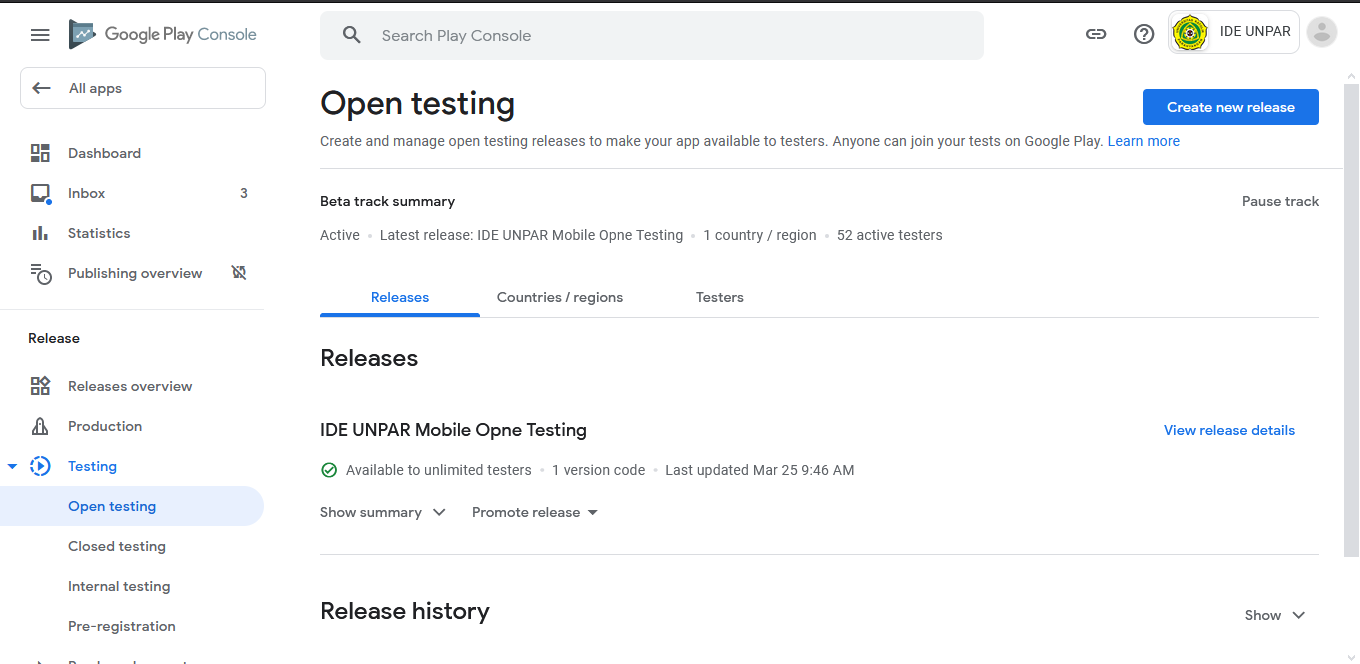 Google Play Console
Search Play Console
IDE UNPAR
All apps
Dashboard
Inbox 3
Statistics
Publishing overview
Release
Releases overview
Production
Testing
Open testing
Closed testing
Internal testing
Pre-registration
Open testing
Create new release
Create and manage open testing releases to make your app available to testers. Anyone can join your tests on Google Play. Learn more
Beta track summary
Pause track
Active • Latest release: IDE UNPAR Mobile Opne Testing • 1 country / region • 52 active testers
Releases
Countries / regions
Testers
Releases
IDE UNPAR Mobile Opne Testing
View release details
Available to unlimited testers • 1 version code • Last updated Mar 25 9:46 AM
Show summary
Promote release
Release history
Show